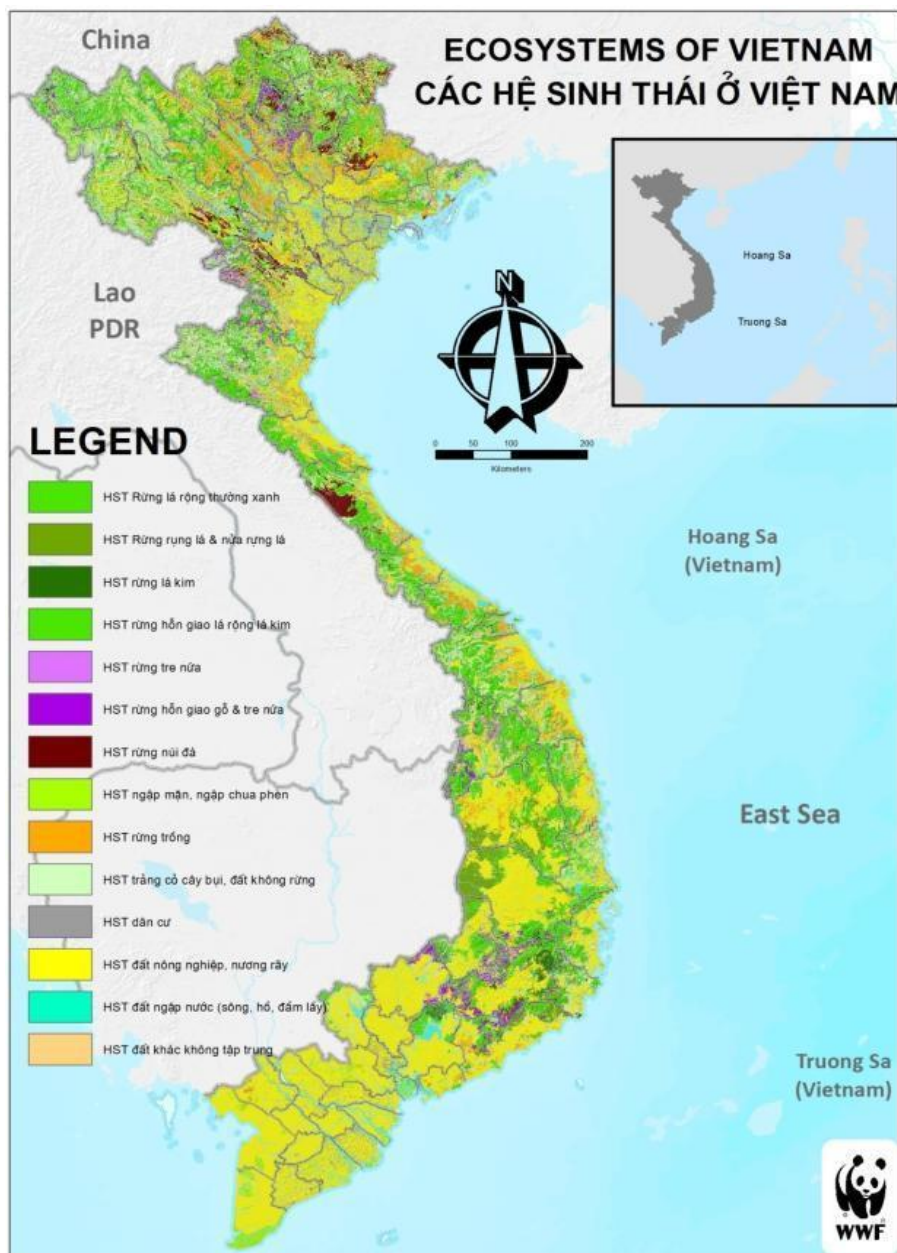 China
ECOSYSTEMS OF VIETNAM
CÁC HỆ SINH THÁI Ở VIỆT NAM
Hoang Sa
Truong Sa
Lao
PDR
N
0 50 100 200
Kilometers
LEGEND
HST Rừng lá rộng thường xanh
HST Rừng rụng lá & nửa rựng lá
HST rừng lá kim
HST rừng hỗn giao lá rộng lá kim
HST rừng tre nứa
HST rừng hỗn giao gỗ & tre nứa
HST rừng núi đá
HST ngập mặn, ngập chua phèn
HST rừng trồng
HST trảng cỏ cây bụi, đất không rừng
HST dân cư
HST đất nông nghiệp, nương rẫy
HST đất ngập nước (sông, hồ, đầm lầy)
HST đất khác không tập trung
Hoang Sa
(Vietnam)
East Sea
Truong Sa
(Vietnam)
WWF